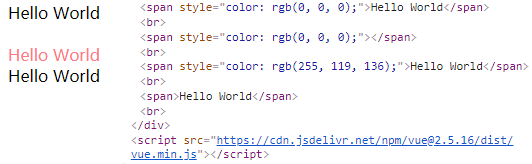 Hello World
Hello World
Hello World
<span style="color: rgb(0, 0, 0);">Hello World</span>
<br>
<span style="color: rgb(0, 0, 0);"></span>
<br>
<span style="color: rgb(255, 119, 136);">Hello World</span>
<br>
<span>Hello World</span>
<br>
</div>
<script src="https://cdn.jsdelivr.net/npm/vue@2.5.16/dist/
vue.min.js"></script>